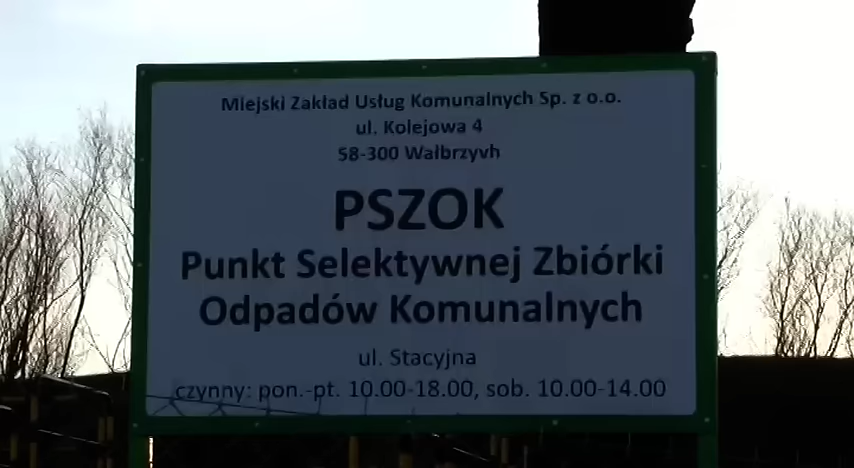 Miejski Zakład Usług Komunalnych Sp. z o.o.
ul. Kolejowa 4
58-300 Wałbrzyvh
PSZOK
Punkt Selektywnej Zbiórki
Odpadów Komunalnych
ul. Stacyjna
czynny: pon.-pt. 10.00-18.00, sob. 10.00-14.00